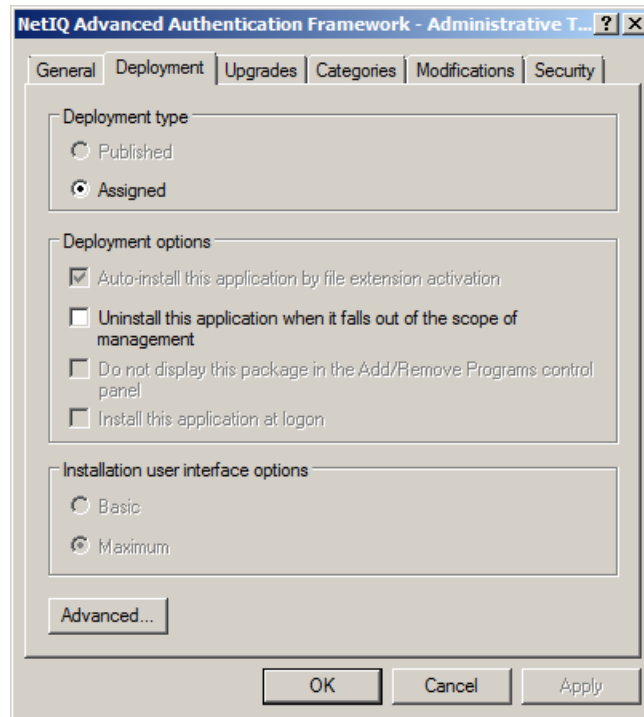 NetIQ Advanced Authentication Framework - Administrative T...
General Deployment Upgrades Categories Modifications Security
Deployment type
Published
Assigned
Deployment options
Auto-install this application by file extension activation
Uninstall this application when it falls out of the scope of
management
Do not display this package in the Add/Remove Programs control
panel
Install this application at logon
Installation user interface options
Basic
Maximum
Advanced...
OK Cancel Apply